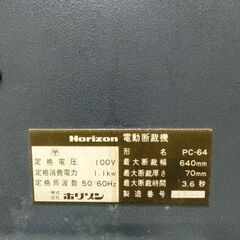 Horizon 電動断裁機
形名 PC-64
定格電圧 100V 最大断裁幅 640mm
定格消費電力 1.1kw 最大断裁厚さ 70mm
定格周波数 50/60Hz 最大断裁時間 3.6秒
株式会社 ホリゾン 製造番号